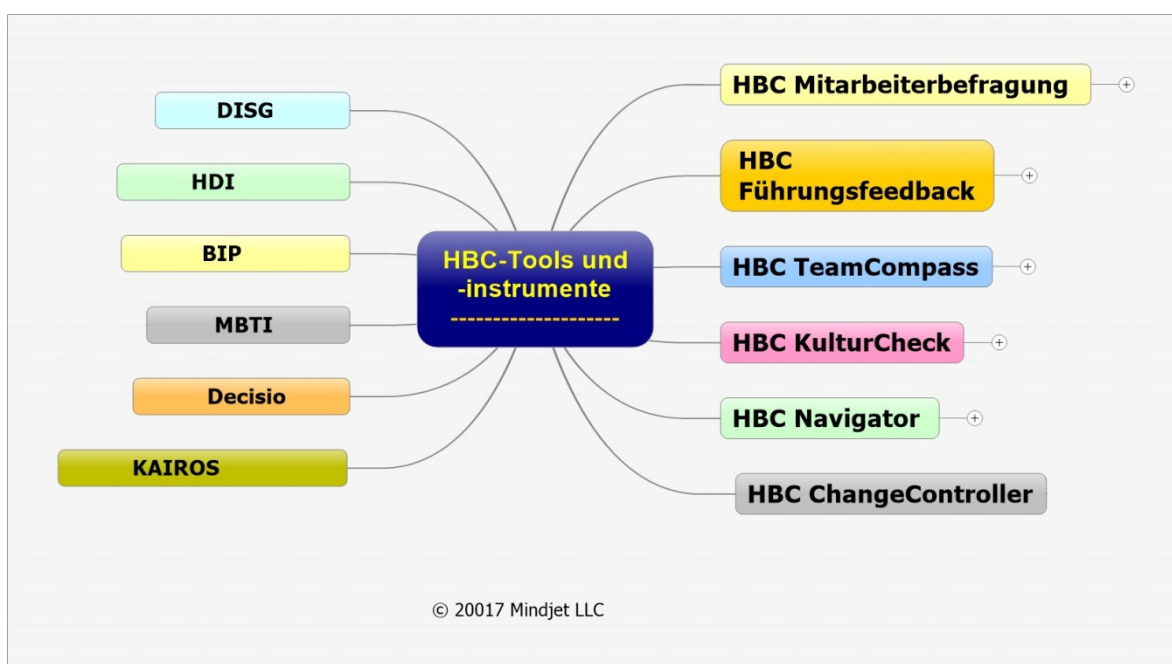 DISG
HDI
BIP
MBTI
Decisio
KAIROS
HBC-Tools und
-instrumente
--------------------
HBC Mitarbeiterbefragung
HBC
Führungsfeedback
HBC TeamCompass
HBC KulturCheck
HBC Navigator
HBC ChangeController
© 20017 Mindjet LLC